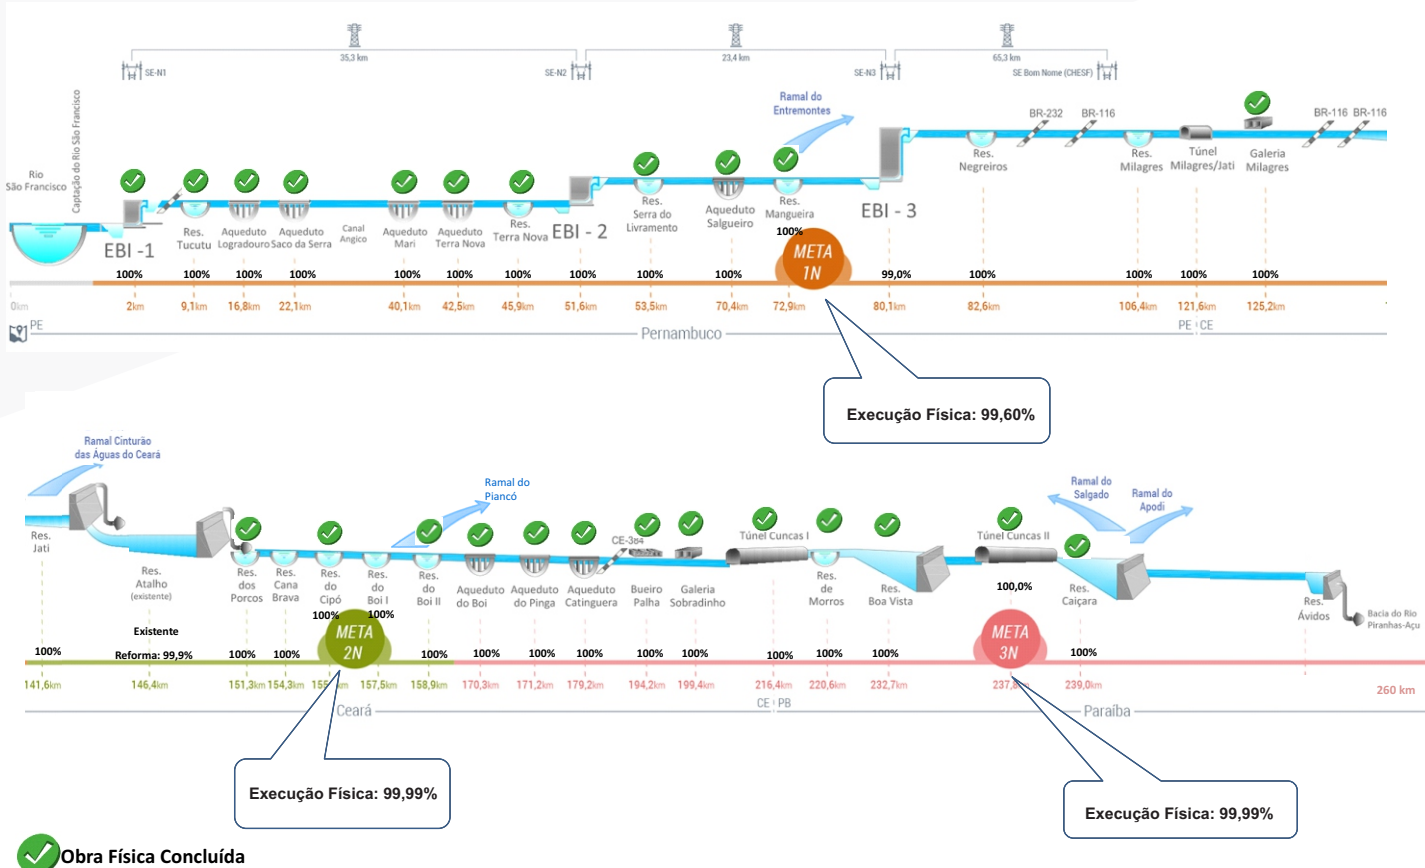 35,3 km
23,4 km
65,3 km
SE-N1
SE-N2
SE-N3
SE Bom Nome (CHESF)
Ramal do
Entremontes
BR-232
BR-116
BR-116
BR-116
Captação do Rio São Francisco
Rio
São Francisco
EBI -1
Res.
Tucutu
Aqueduto
Logradouro
Aqueduto
Saco da Serra
Canal
Angico
Aqueduto
Mari
Aqueduto
Terra Nova
Res.
Terra Nova
EBI - 2
Res.
Serra do
Livramento
Aqueduto
Salgueiro
Res.
Mangueira
EBI - 3
Res.
Negreiros
Res.
Milagres
Túnel
Milagres/Jati
Galeria
Milagres
100%
META
1N
100% 100% 100% 100% 100% 100% 100% 100% 100% 100% 99,0% 100% 100% 100% 100%
0km 2km 9,1km 16,8km 22,1km 40,1km 42,5km 45,9km 51,6km 53,5km 70,4km 72,9km 80,1km 82,6km 106,4km 121,6km 125,2km
PE
Pernambuco
PE CE
Execução Física: 99,60%
Ramal Cinturão
das Águas do Ceará
Ramal do
Piancó
Ramal do
Salgado
Ramal do
Apodi
Res.
Jati
Res.
Atalho
(existente)
Res.
dos
Porcos
Res.
Cana
Brava
Res.
do
Cipó
Res.
do
Boi I
Res.
do
Boi II
Aqueduto
do Boi
Aqueduto
do Pinga
Aqueduto
Catinguera
CE-384
Bueiro
Palha
Galeria
Sobradinho
Túnel Cuncas I
Res.
de
Morros
Res.
Boa Vista
Túnel Cuncas II
Res.
Caiçara
Res.
Ávidos
Bacia do Rio
Piranhas-Açu
100% 100% 100,0%
META
2N
META
3N
Existente
Reforma: 99,9%
100% 100% 100% 100% 100% 100% 100% 100% 100% 100% 100% 100% 100%
141,6km 146,4km 151,3km 154,3km 157,5km 158,9km 170,3km 171,2km 179,2km 194,2km 199,4km 216,4km 220,6km 232,7km 239,0km 260 km
Ceará
CE PB
Paraíba
Execução Física: 99,99%
Execução Física: 99,99%
Obra Física Concluída